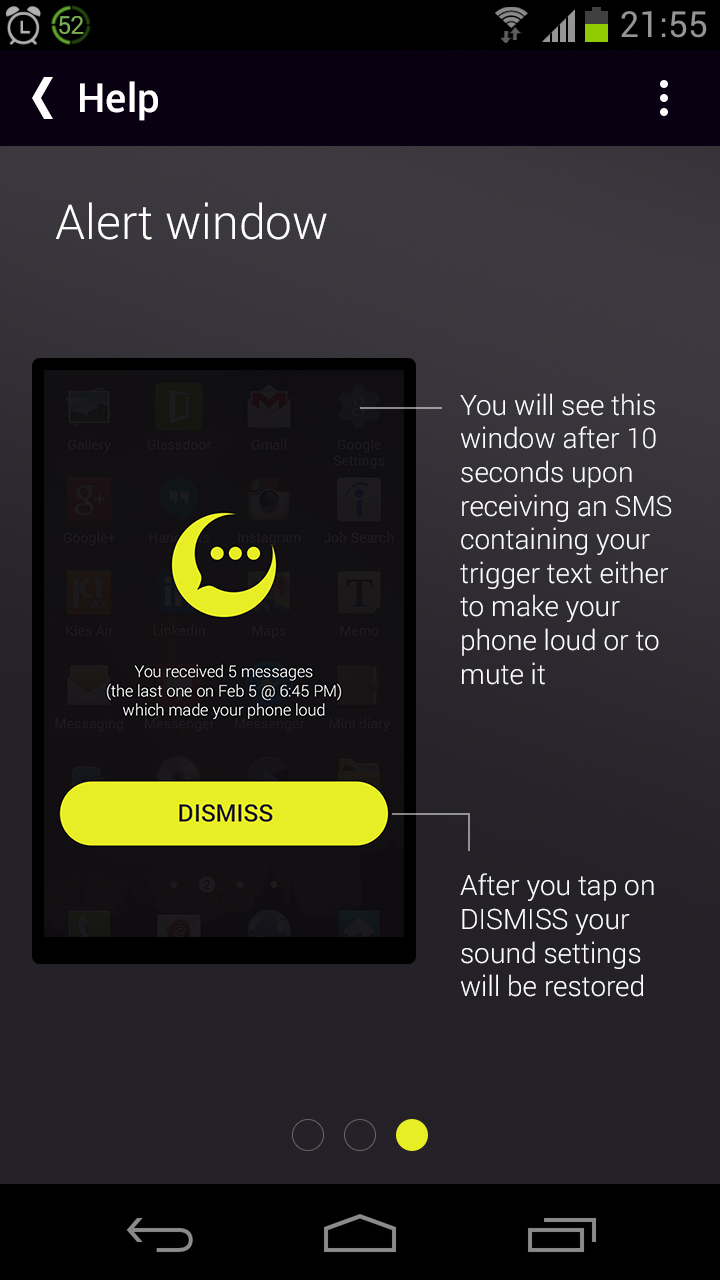 52
21:55
Help
Alert window
Gallery
Glassdoor
Gmail
Google
Settings
Google+
Instagram
Job Search
Kies Air
LinkedIn
Maps
Memo
You received 5 messages
(the last one on Feb 5 @ 6:45 PM)
which made your phone loud
Messaging
Messenger
Messenger
Mini diary
DISMISS
2
You will see this
window after 10
seconds upon
receiving an SMS
containing your
trigger text either
to make your
phone loud or to
mute it
After you tap on
DISMISS your
sound settings
will be restored